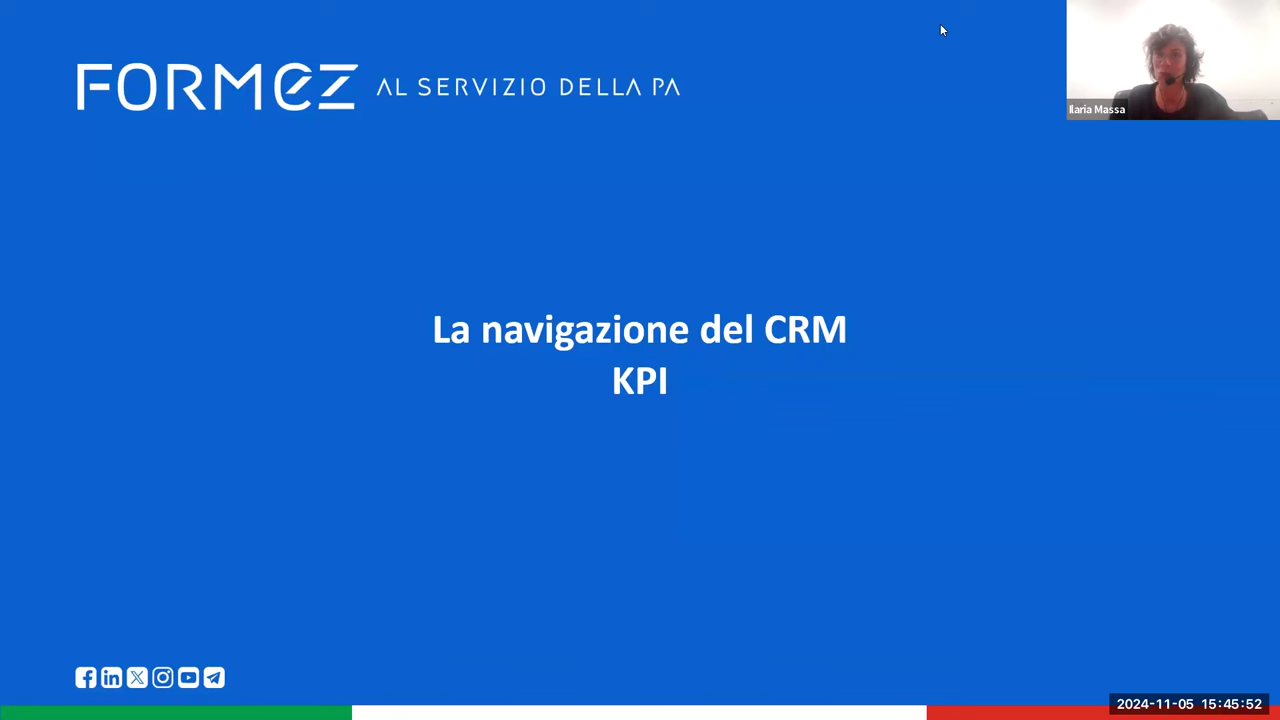 FORMEZ AL SERVIZIO DELLA PA
Ilaria Massa
La navigazione del CRM
KPI
2024-11-05 15:45:52